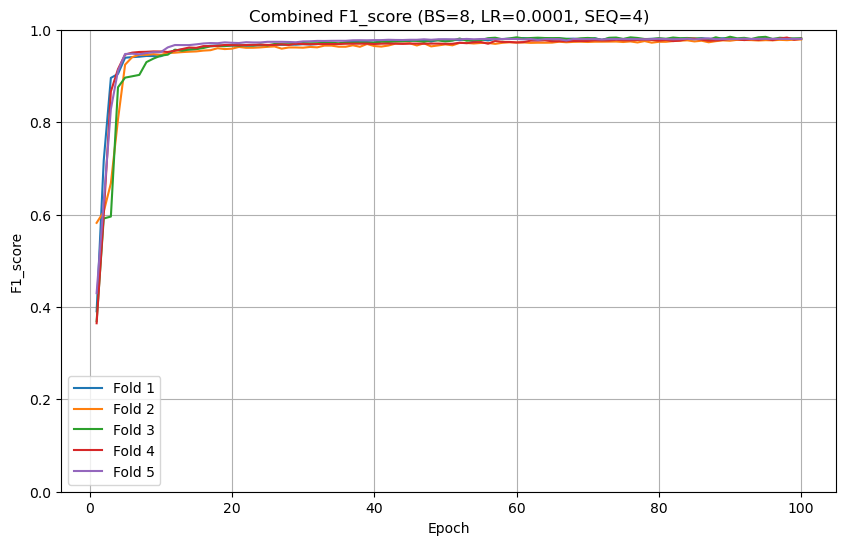 Combined F1_score (BS=8, LR=0.0001, SEQ=4)
F1_score
1.0
0.8
0.6
0.4
0.2
0.0
Fold 1
Fold 2
Fold 3
Fold 4
Fold 5
0 20 40 60 80 100
Epoch